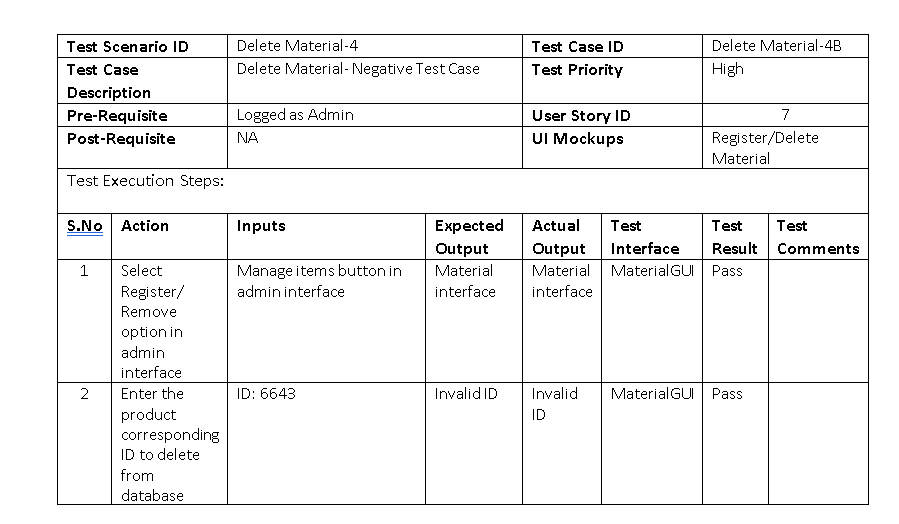 Test Scenario ID Delete Material-4 Test Case ID Delete Material-4B
Test Case Delete Material- Negative Test Case Test Priority High
Description
Pre-Requisite Logged as Admin User Story ID 7
Post-Requisite NA UI Mockups Register/Delete
Material
Test Execution Steps:
S.No Action Inputs Expected Actual Test Test Test
Output Output Interface Result Comments
1 Select Manage items button in Material Material MaterialGUI Pass
Register/ admin interface interface interface
Remove
option in
admin
interface
2 Enter the ID: 6643 Invalid ID Invalid MaterialGUI Pass
product ID
corresponding
ID to delete
from
database